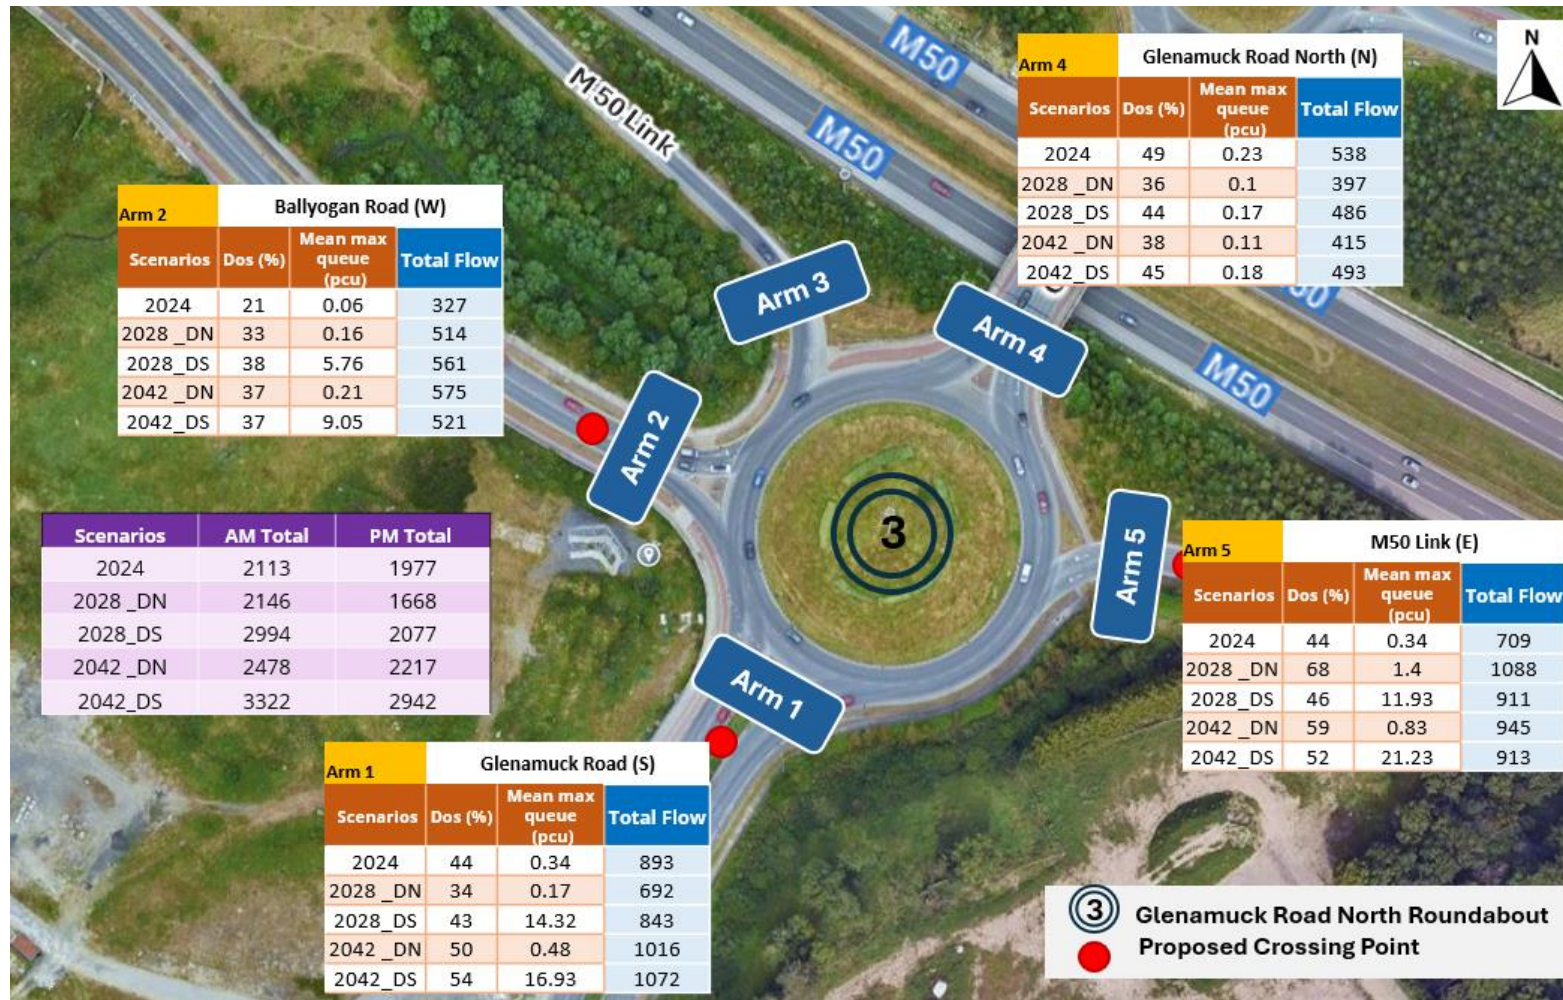 M50
N
Arm 4 Glenamuck Road North (N)
Scenarios Dos (%) Mean max queue (pcu) Total Flow
2024 49 0.23 538
2028 _DN 36 0.1 397
2028_DS 44 0.17 486
2042 _DN 38 0.11 415
2042_DS 45 0.18 493
M50 Link
M50
Arm 2 Ballyogan Road (W)
Scenarios Dos (%) Mean max queue (pcu) Total Flow
2024 21 0.06 327
2028 _DN 33 0.16 514
2028_DS 38 5.76 561
2042 _DN 37 0.21 575
2042_DS 37 9.05 521
Arm 3
Arm 4
M50
Arm 2
3
Arm 5
Scenarios AM Total PM Total
2024 2113 1977
2028 _DN 2146 1668
2028_DS 2994 2077
2042 _DN 2478 2217
2042_DS 3322 2942
Arm 5 M50 Link (E)
Scenarios Dos (%) Mean max queue (pcu) Total Flow
2024 44 0.34 709
2028 _DN 68 1.4 1088
2028_DS 46 11.93 911
2042 _DN 59 0.83 945
2042_DS 52 21.23 913
Arm 1
Arm 1 Glenamuck Road (S)
Scenarios Dos (%) Mean max queue (pcu) Total Flow
2024 44 0.34 893
2028 _DN 34 0.17 692
2028_DS 43 14.32 843
2042 _DN 50 0.48 1016
2042_DS 54 16.93 1072
3 Glenamuck Road North Roundabout
Proposed Crossing Point